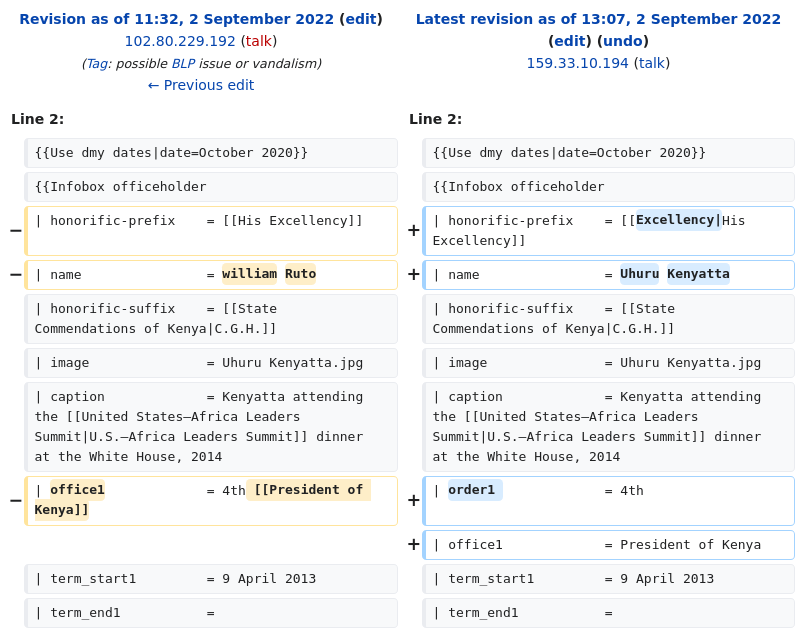 Revision as of 11:32, 2 September 2022 (edit)
102.80.229.192 (talk)
(Tag: possible BLP issue or vandalism)
← Previous edit
Latest revision as of 13:07, 2 September 2022
(edit) (undo)
159.33.10.194 (talk)
Line 2:
Line 2:
{{Use dmy dates|date=October 2020}}
{{Use dmy dates|date=October 2020}}
{{Infobox officeholder
{{Infobox officeholder
− | honorific-prefix = [[His Excellency]]
+ | honorific-prefix = [[Excellency|His
Excellency]]
− | name = william Ruto
+ | name = Uhuru Kenyatta
| honorific-suffix = [[State
Commendations of Kenya|C.G.H.]]
| honorific-suffix = [[State
Commendations of Kenya|C.G.H.]]
| image = Uhuru Kenyatta.jpg
| image = Uhuru Kenyatta.jpg
| caption = Kenyatta attending
the [[United States–Africa Leaders
Summit|U.S.–Africa Leaders Summit]] dinner
at the White House, 2014
| caption = Kenyatta attending
the [[United States–Africa Leaders
Summit|U.S.–Africa Leaders Summit]] dinner
at the White House, 2014
− | office1 = 4th [[President of
Kenya]]
+ | order1 = 4th
+ | office1 = President of Kenya
| term_start1 = 9 April 2013
| term_start1 = 9 April 2013
| term_end1 =
| term_end1 =